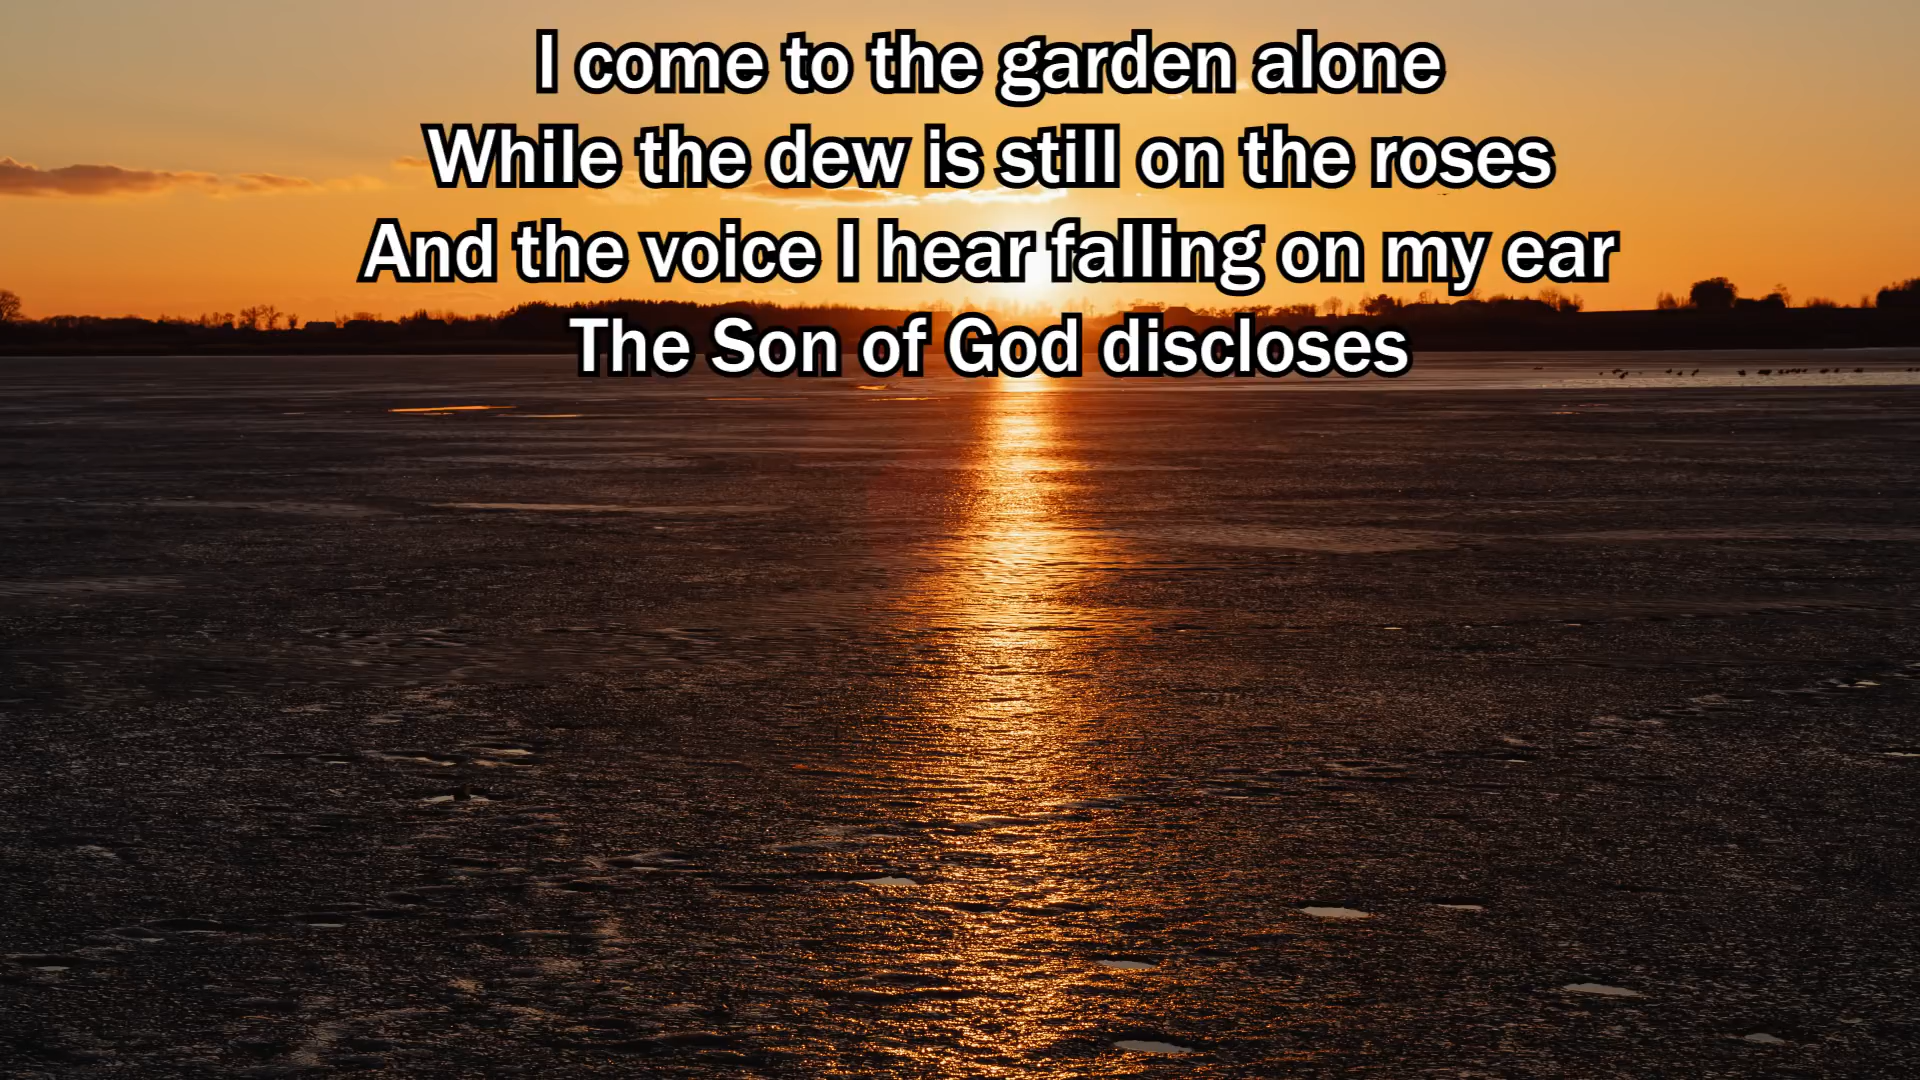 I come to the garden alone
While the dew is still on the roses
And the voice I hear falling on my ear
The Son of God discloses